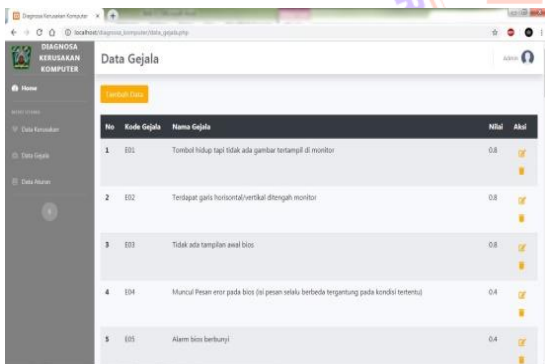 Diagnosa Kerusakan Komputer
localhost/diagnosa_komputer/data_gejala.php
DIAGNOSA
KERUSAKAN
KOMPUTER
Data Gejala
Admin
Home
Tambah Data
Data Kerusakan
Data Gejala
Data Aturan
No Kode Gejala Nama Gejala Nilai Aksi
1 E01 Tombol hidup tapi tidak ada gambar tertampil di monitor 0.8
2 E02 Terdapat garis horisontal/vertikal ditengah monitor 0.8
3 E03 Tidak ada tampilan awal bios 0.8
4 E04 Muncul Pesan eror pada bios (isi pesan selalu berbeda tergantung pada kondisi tertentu) 0.4
5 E05 Alarm bios berbunyi 0.4